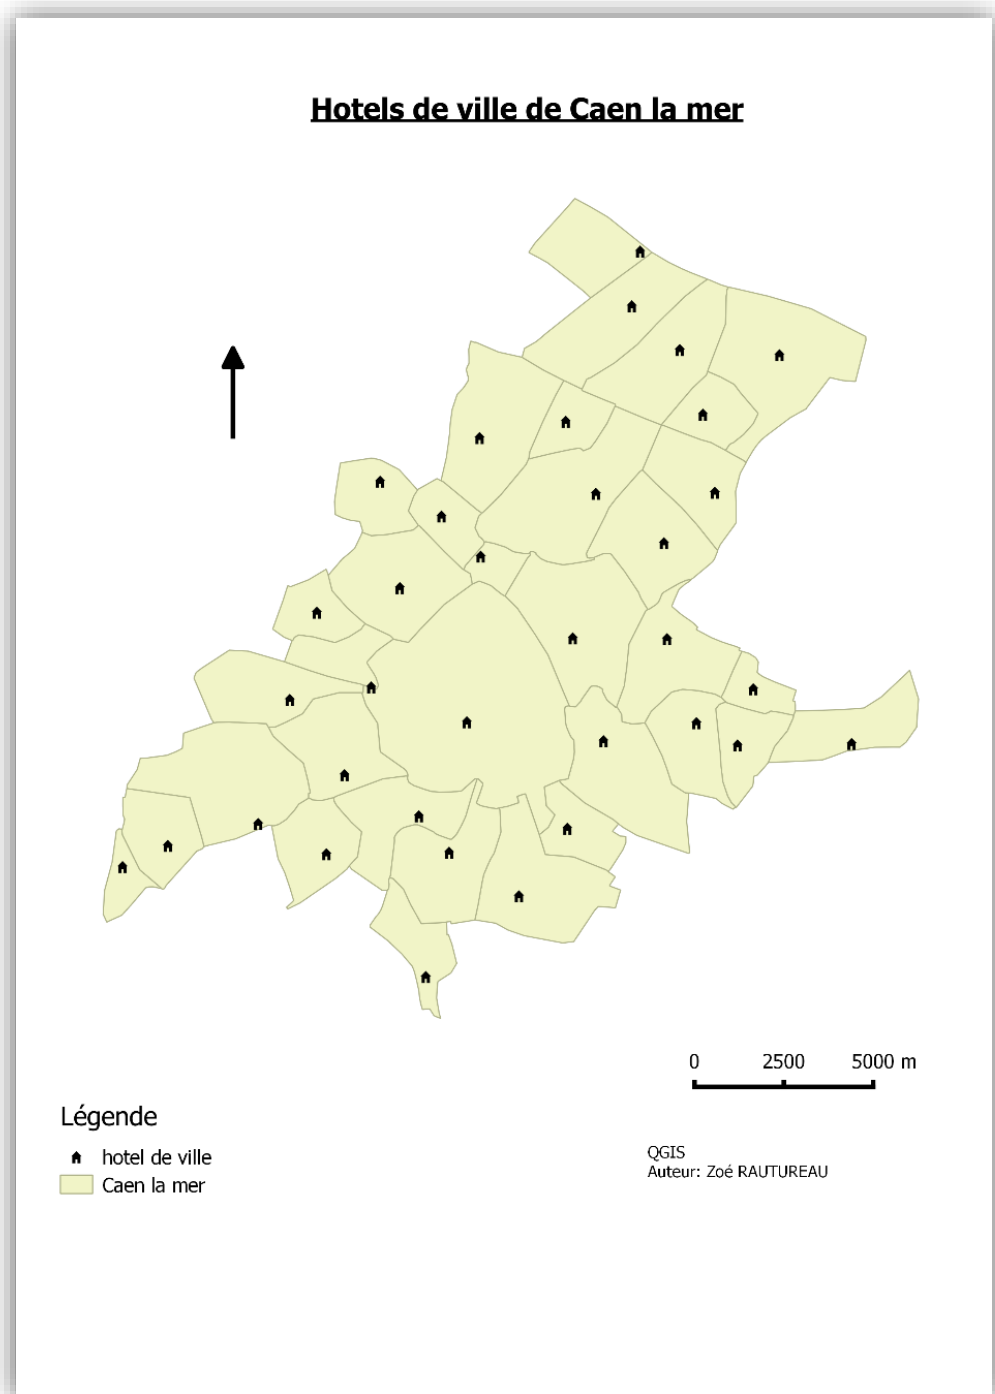 Hotels de ville de Caen la mer
0 2500 5000 m
Légende
hotel de ville
Caen la mer
QGIS
Auteur: Zoé RAUTUREAU